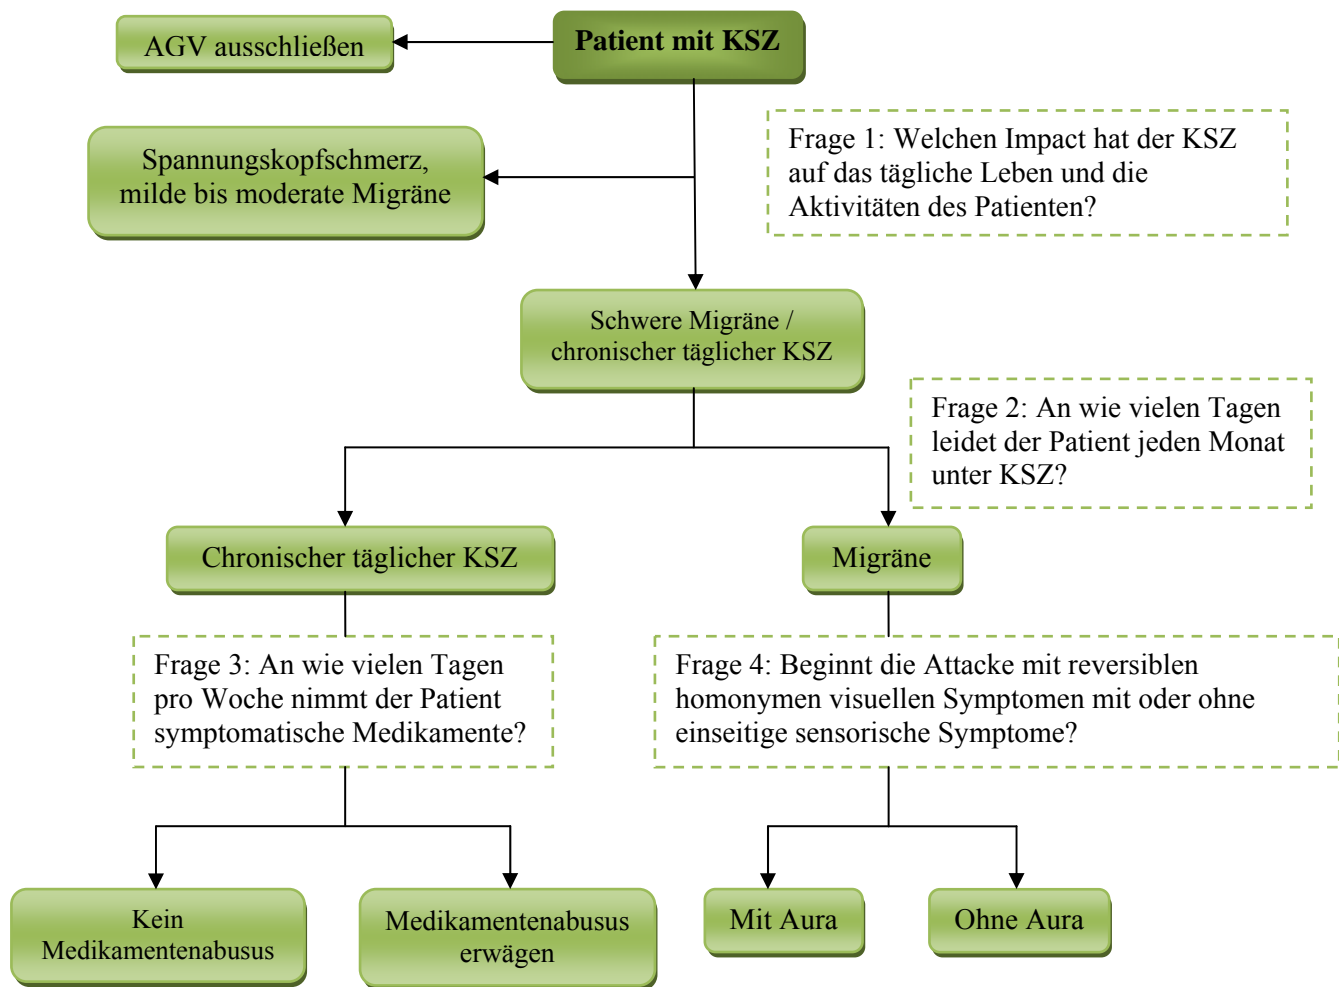 AGV ausschließen
Patient mit KSZ
Frage 1: Welchen Impact hat der KSZ
auf das tägliche Leben und die
Aktivitäten des Patienten?
Spannungskopfschmerz,
milde bis moderate Migräne
Schwere Migräne /
chronischer täglicher KSZ
Frage 2: An wie vielen Tagen
leidet der Patient jeden Monat
unter KSZ?
Chronischer täglicher KSZ
Migräne
Frage 3: An wie vielen Tagen
pro Woche nimmt der Patient
symptomatische Medikamente?
Frage 4: Beginnt die Attacke mit reversiblen
homonymen visuellen Symptomen mit oder ohne
einseitige sensorische Symptome?
Kein
Medikamentenabusus
Medikamentenabusus
erwägen
Mit Aura
Ohne Aura